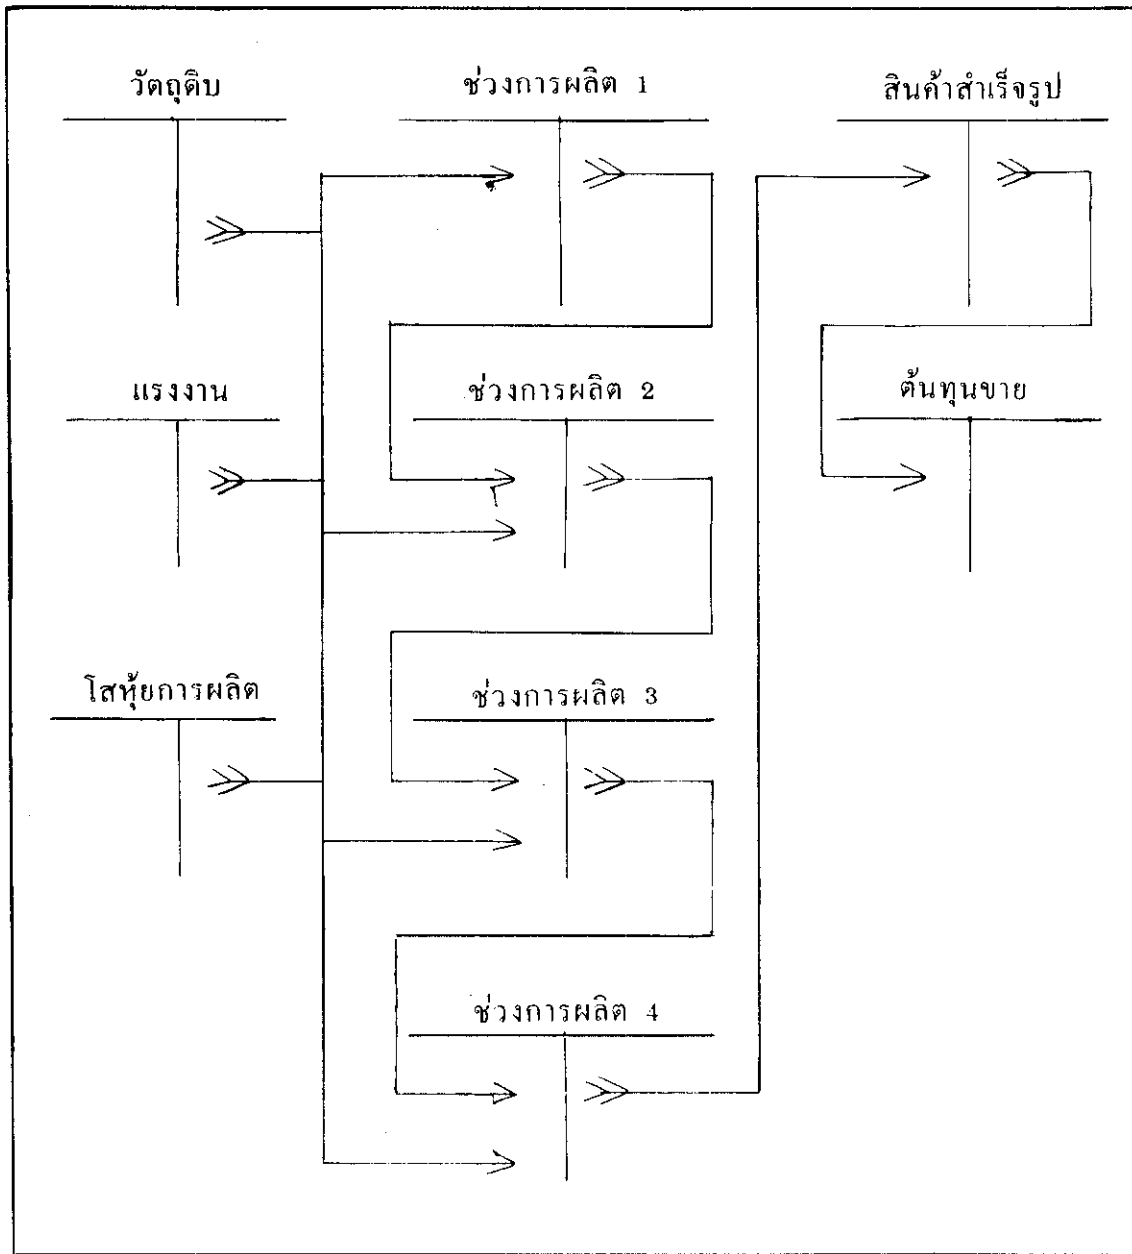 วัตถุดิบ
ช่วงการผลิต 1
สินค้าสำเร็จรูป
แรงงาน
ช่วงการผลิต 2
ต้นทุนขาย
โสหุ้ยการผลิต
ช่วงการผลิต 3
ช่วงการผลิต 4